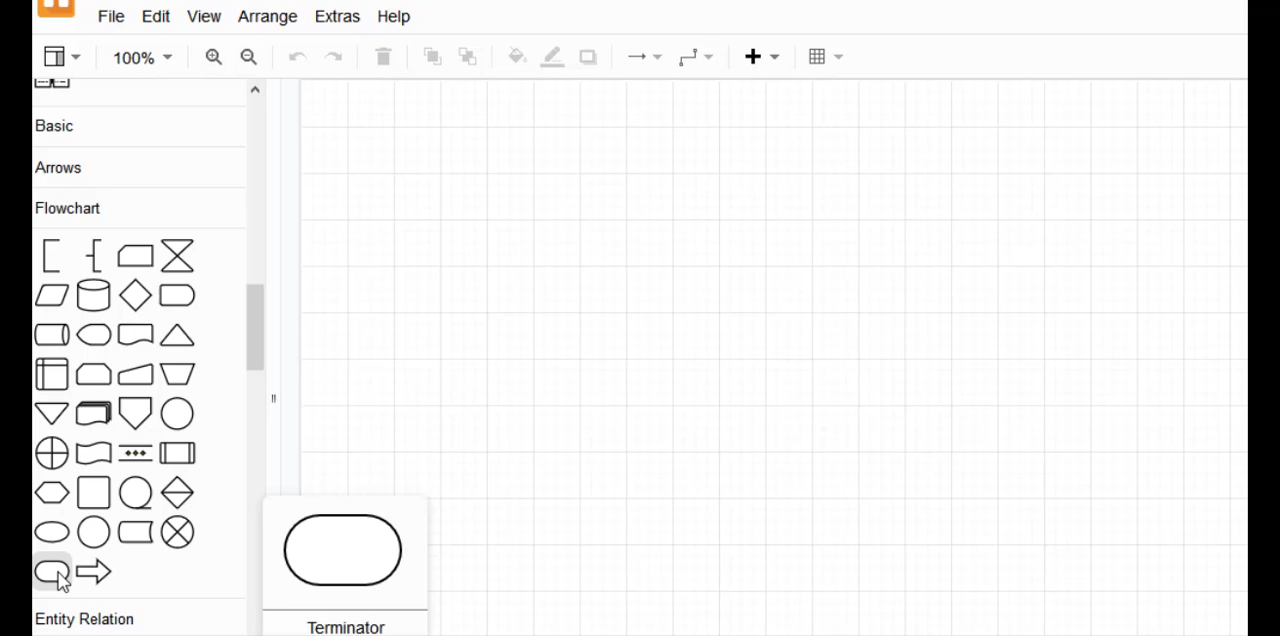 File Edit View Arrange Extras Help
100%
Basic
Arrows
Flowchart
Entity Relation
Terminator